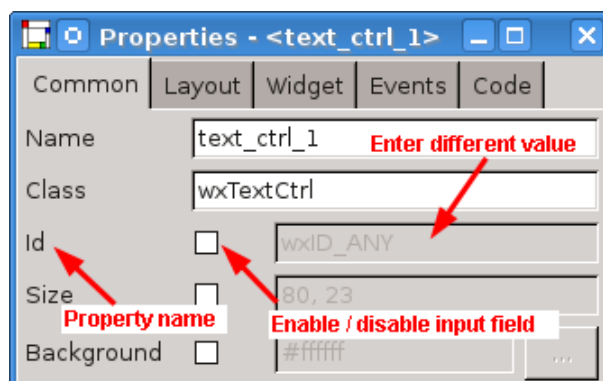 Properties - <text_ctrl_1>
Common Layout Widget Events Code
Name text_ctrl_1 Enter different value
Class wxTextCtrl
Id wxID_ANY
Size 80, 23
Property name Enable / disable input field
Background #ffffff ...